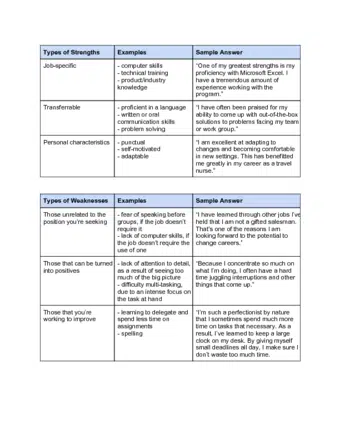 Types of Strengths Examples Sample Answer
Job-specific
- computer skills
- technical training
- product/industry
knowledge
"One of my greatest strengths is my
proficiency with Microsoft Excel. I
have a tremendous amount of
experience working with the
program."
Transferrable
- proficient in a language
- written or oral
communication skills
- problem solving
"I have often been praised for my
ability to come up with out-of-the-box
solutions to problems facing my team
or work group."
Personal characteristics
- punctual
- self-motivated
- adaptable
"I am excellent at adapting to
changes and becoming comfortable
in new settings. This has benefitted
me greatly in my career as a travel
nurse."
Types of Weaknesses Examples Sample Answer
Those unrelated to the
position you're seeking
- fear of speaking before
groups, if the job doesn't
require it
- lack of computer skills, if
the job doesn't require the
use of one
"I have learned through other jobs I've
held that I am not a gifted salesman.
That's one of the reasons I am
looking forward to the potential to
change careers."
Those that can be turned
into positives
- lack of attention to detail,
as a result of seeing too
much of the big picture
- difficulty multi-tasking,
due to an intense focus on
the task at hand
"Because I concentrate so much on
what I'm doing, I often have a hard
time juggling interruptions and other
things that come up."
Those that you're
working to improve
- learning to delegate and
spend less time on
assignments
- spelling
"I'm such a perfectionist by nature
that I sometimes spend much more
time on tasks that necessary. As a
result, I've learned to keep a large
clock on my desk. By giving myself
small deadlines all day, I make sure I
don't waste too much time.